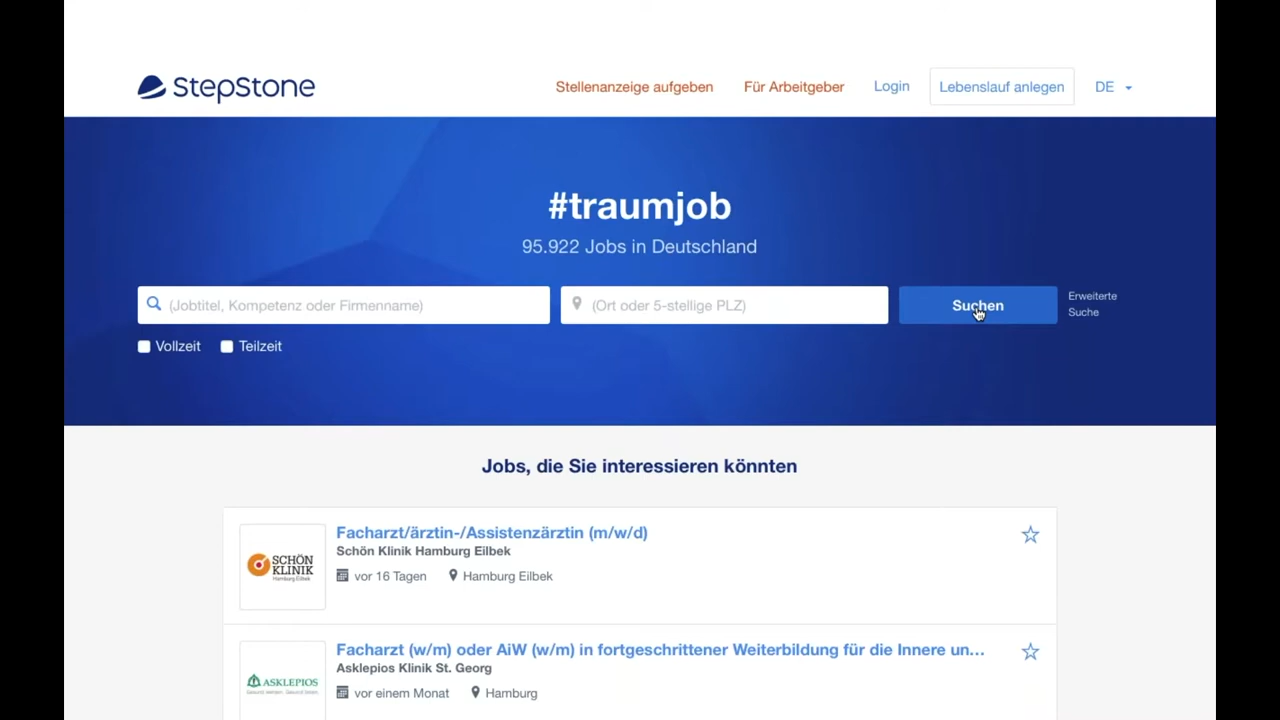 StepStone
Stellenanzeige aufgeben
Für Arbeitgeber
Login
Lebenslauf anlegen
DE
#traumjob
95.922 Jobs in Deutschland
(Jobtitel, Kompetenz oder Firmenname)
(Ort oder 5-stellige PLZ)
Suchen
Erweiterte
Suche
Vollzeit
Teilzeit
Jobs, die Sie interessieren könnten
SCHÖN
KLINIK
Hamburg Eilbek
Facharzt/ärztin-/Assistenzärztin (m/w/d)
Schön Klinik Hamburg Eilbek
vor 16 Tagen
Hamburg Eilbek
ASKLEPIOS
Facharzt (w/m) oder AiW (w/m) in fortgeschrittener Weiterbildung für die Innere un...
Asklepios Klinik St. Georg
vor einem Monat
Hamburg